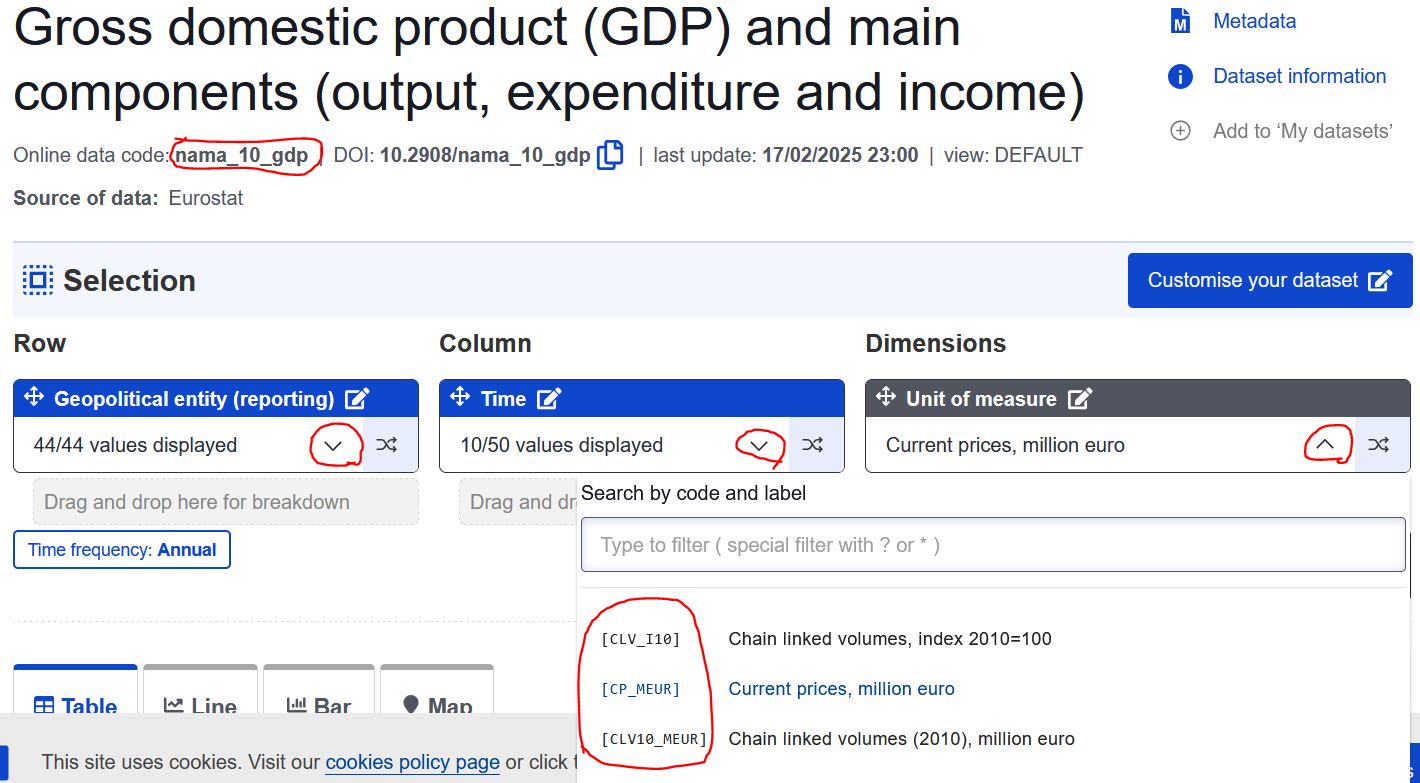 Gross domestic product (GDP) and main
components (output, expenditure and income)
Metadata
Dataset information
Add to ‘My datasets’
Online data code: nama_10_gdp | DOI: 10.2908/nama_10_gdp | last update: 17/02/2025 23:00 | view: DEFAULT
Source of data: Eurostat
Selection
Customise your dataset
Row
Column
Dimensions
Geopolitical entity (reporting)
Time
Unit of measure
44/44 values displayed
10/50 values displayed
Current prices, million euro
Drag and drop here for breakdown
Drag and dr
Search by code and label
Type to filter ( special filter with ? or * )
Time frequency: Annual
[CLV_I10] Chain linked volumes, index 2010=100
[CP_MEUR] Current prices, million euro
[CLV10_MEUR] Chain linked volumes (2010), million euro
Table
Line
Bar
Map
This site uses cookies. Visit our cookies policy page or click